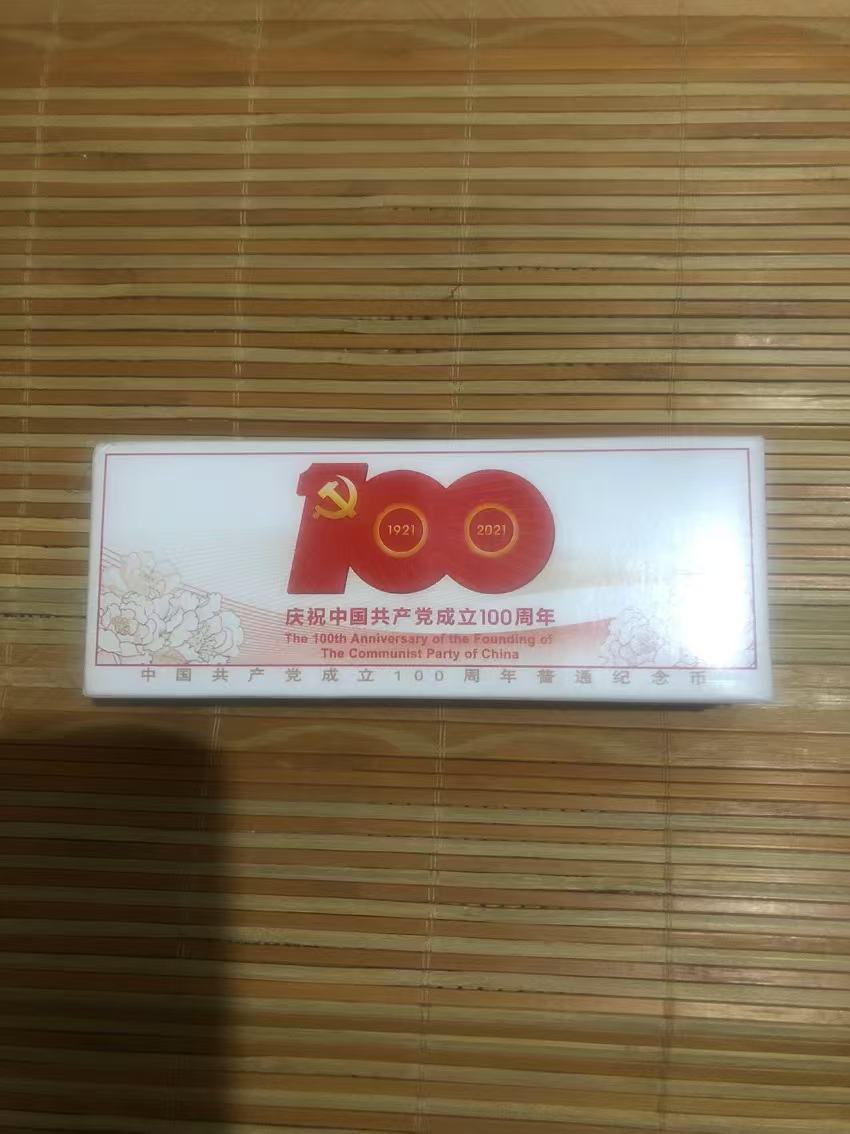 100
1921 2021
庆祝中国共产党成立100周年
The 100th Anniversary of the Founding of
The Communist Party of China
中国共产党成立100周年普通纪念币